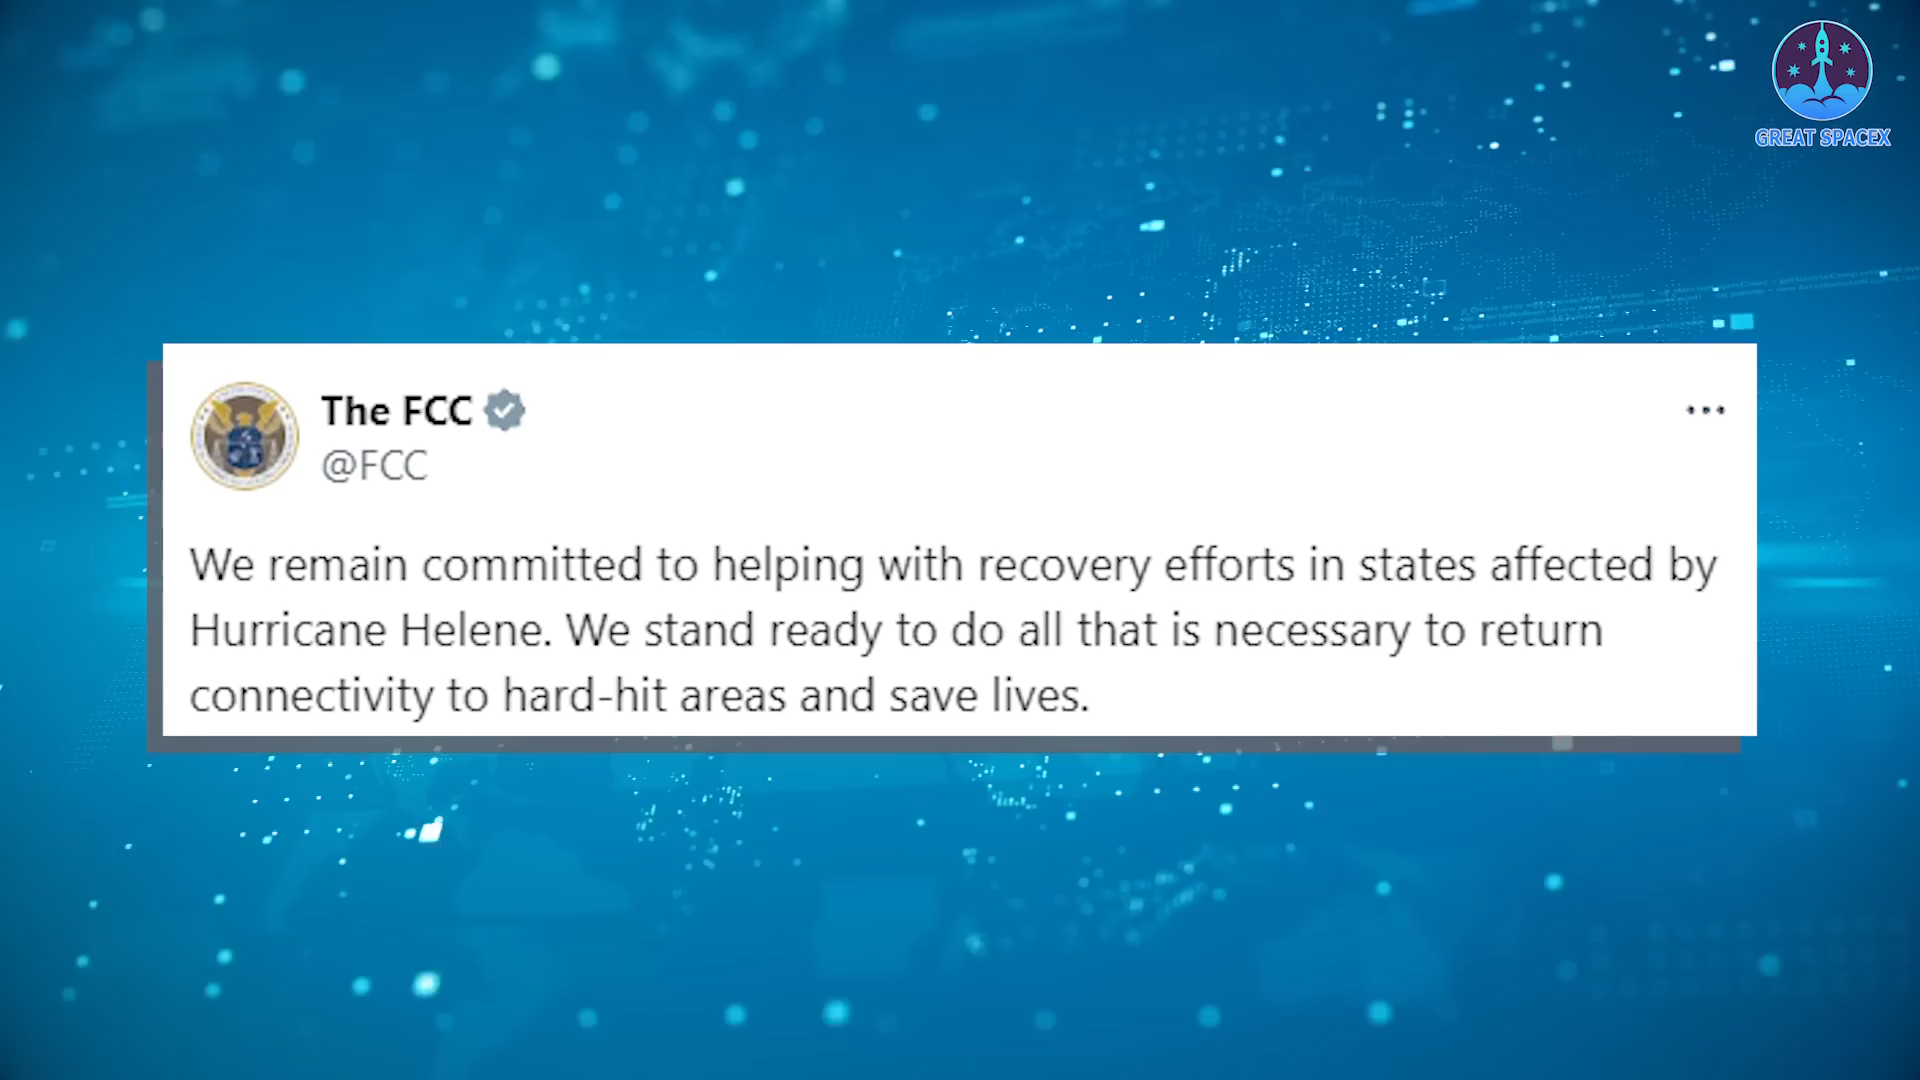 GREAT SPACEX
The FCC
@FCC
We remain committed to helping with recovery efforts in states affected by
Hurricane Helene. We stand ready to do all that is necessary to return
connectivity to hard-hit areas and save lives.